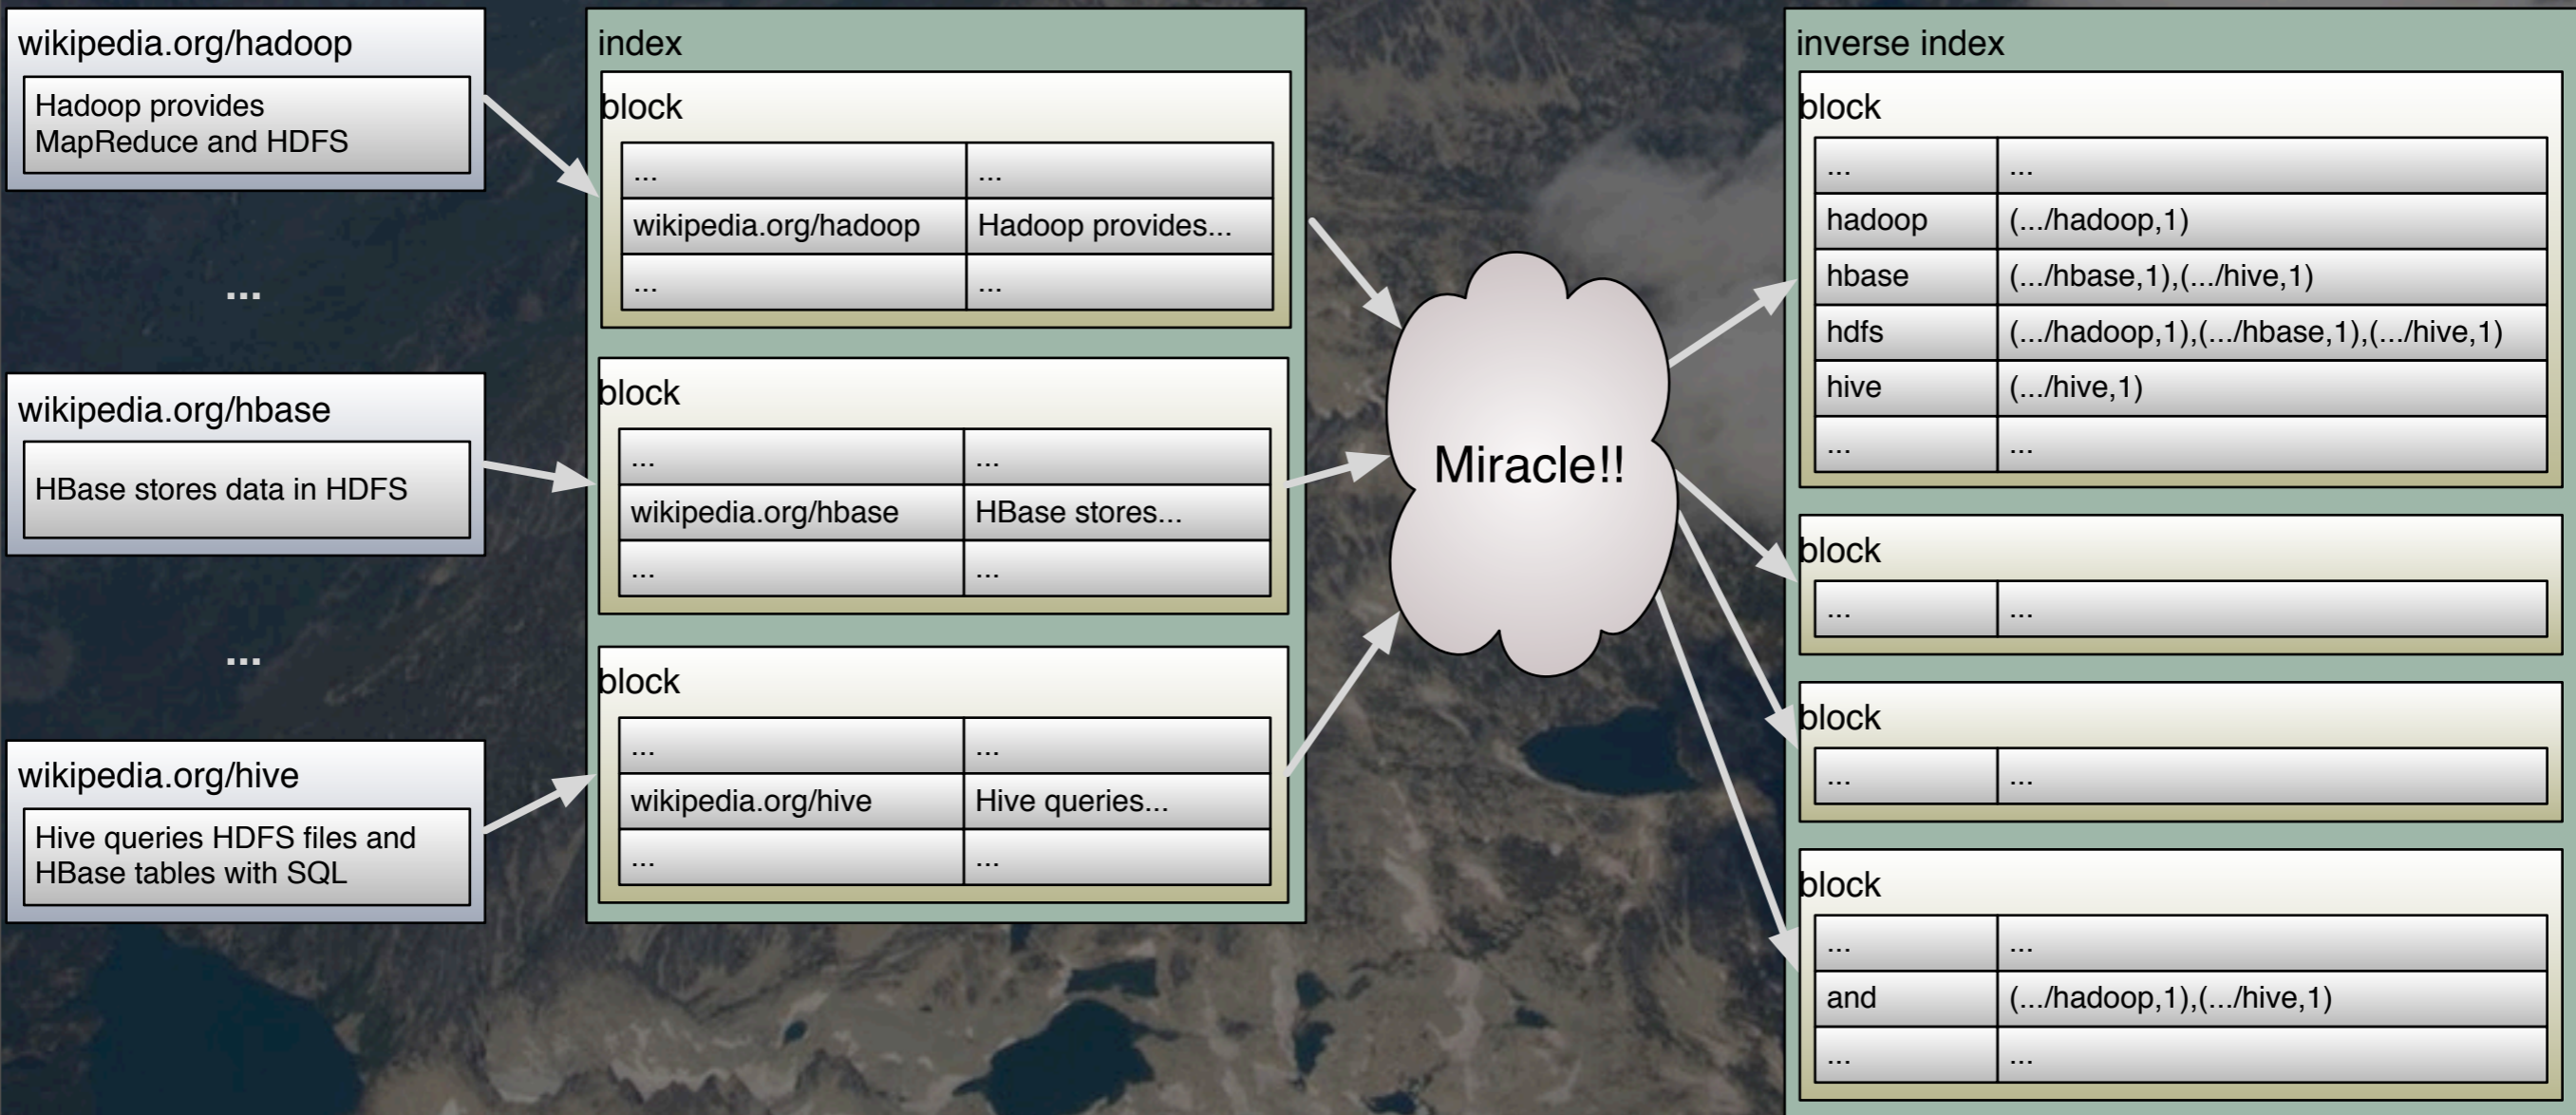 wikipedia.org/hadoop
Hadoop provides
MapReduce and HDFS
...
wikipedia.org/hbase
HBase stores data in HDFS
...
wikipedia.org/hive
Hive queries HDFS files and
HBase tables with SQL
index
block
... ...
wikipedia.org/hadoop Hadoop provides...
... ...
block
... ...
wikipedia.org/hbase HBase stores...
... ...
block
... ...
wikipedia.org/hive Hive queries...
... ...
Miracle!!
inverse index
block
... ...
hadoop (.../hadoop,1)
hbase (.../hbase,1),(.../hive,1)
hdfs (.../hadoop,1),(.../hbase,1),(.../hive,1)
hive (.../hive,1)
... ...
block
... ...
block
... ...
block
... ...
and (.../hadoop,1),(.../hive,1)
... ...